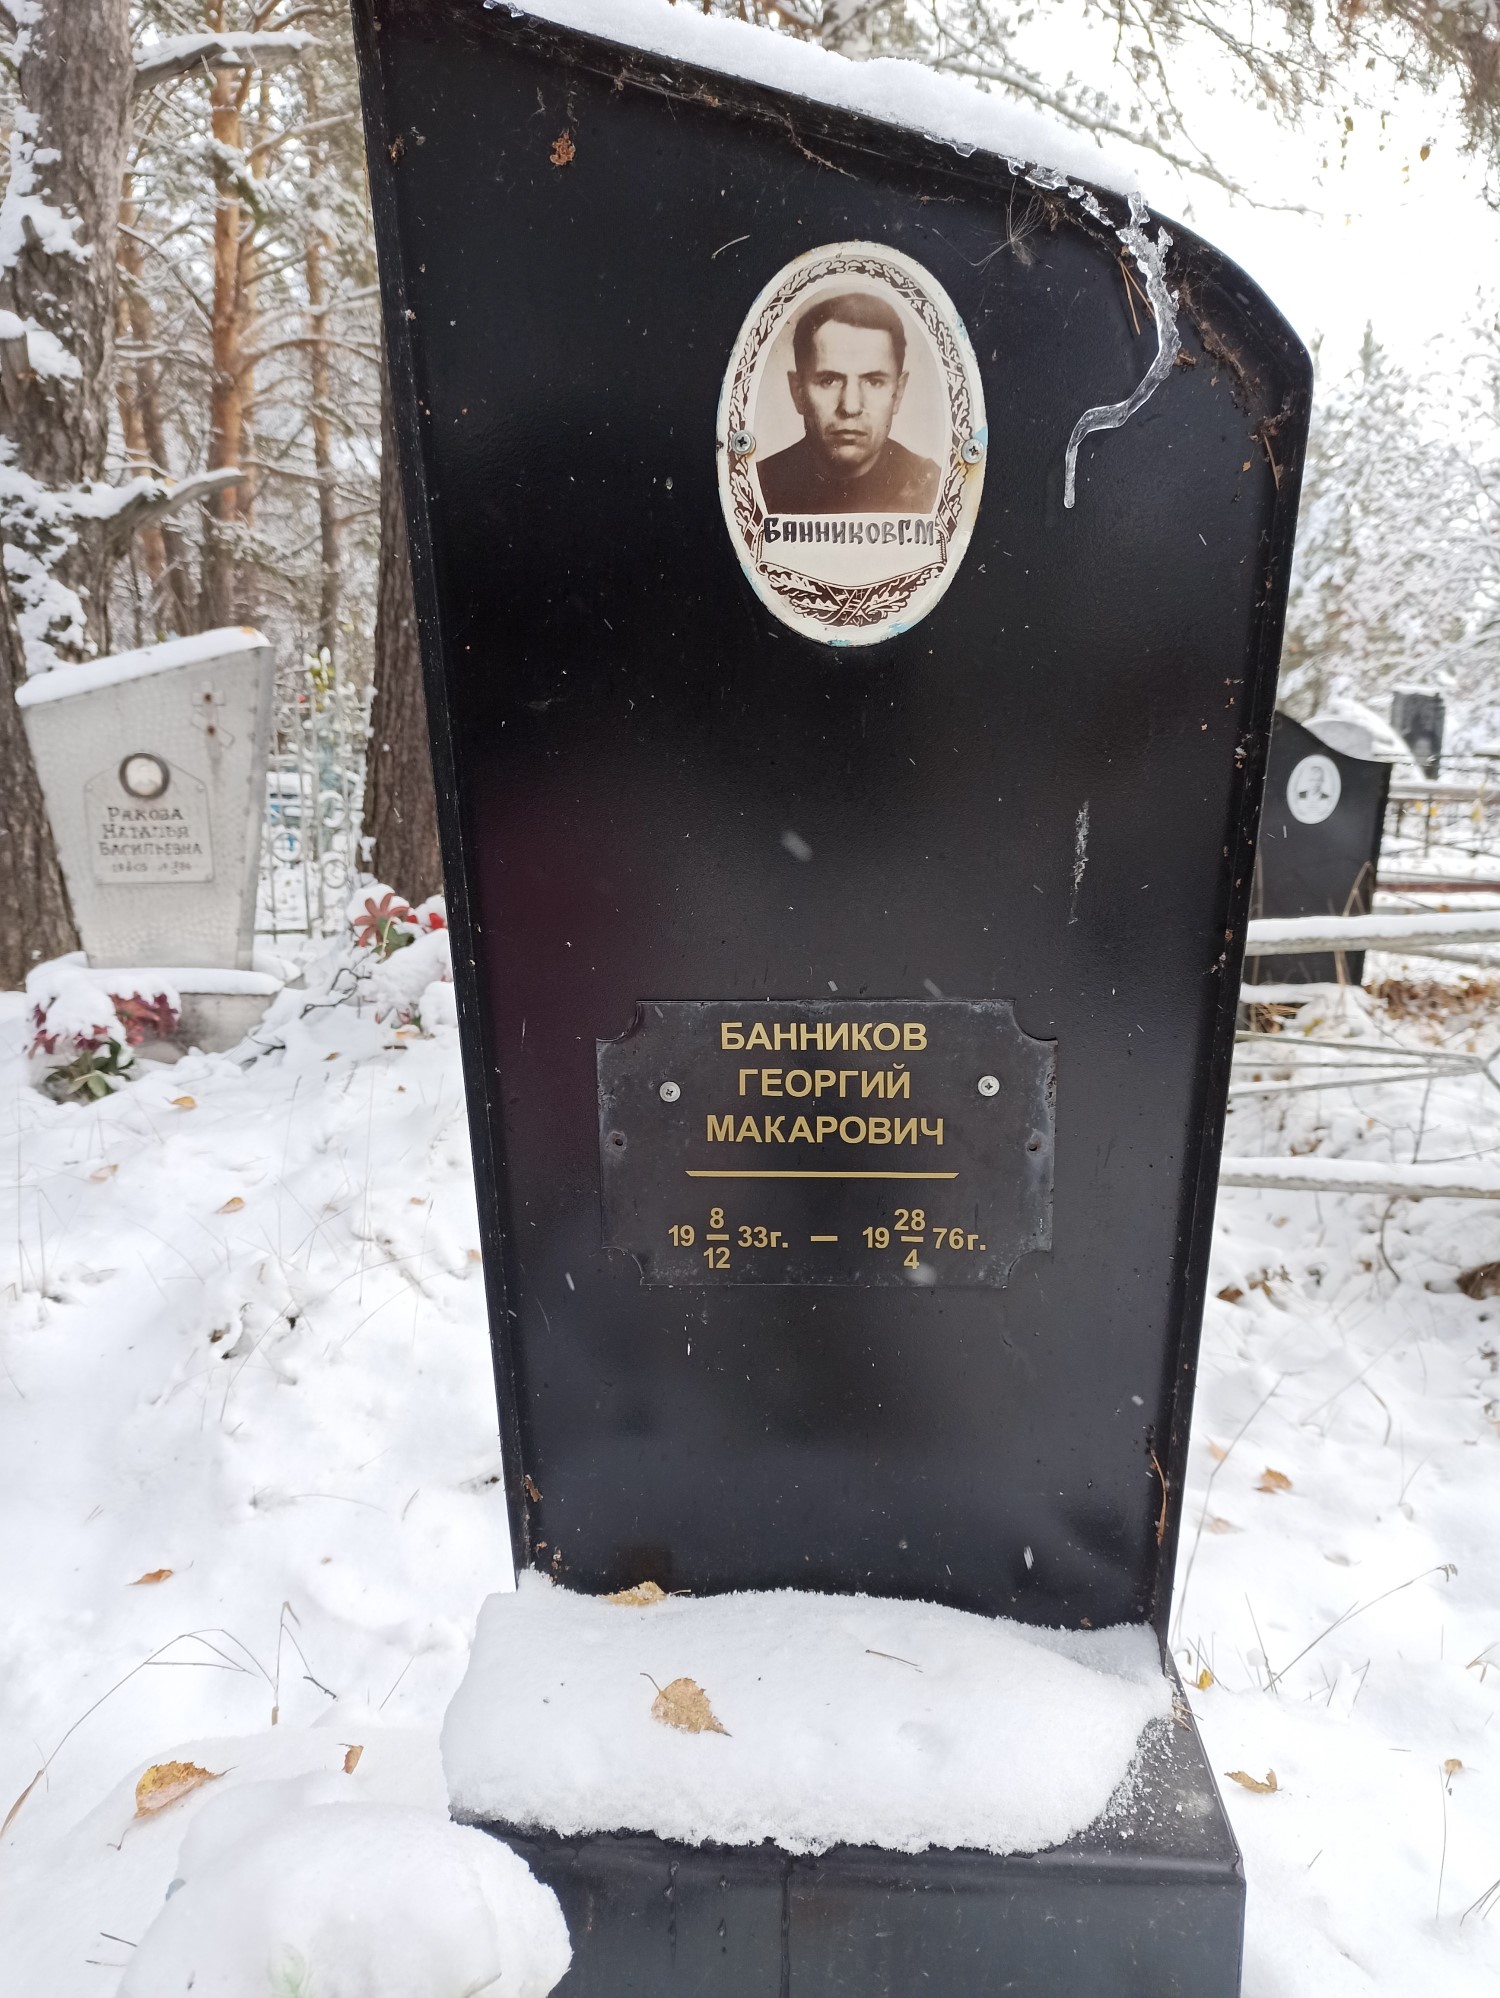 БАННИКОВ Г.М.
БАННИКОВ
ГЕОРГИЙ
МАКАРОВИЧ
19 8/12 33г. — 19 28/4 76г.
РАКОВА
НАТАЛЬЯ
ВАСИЛЬЕВНА